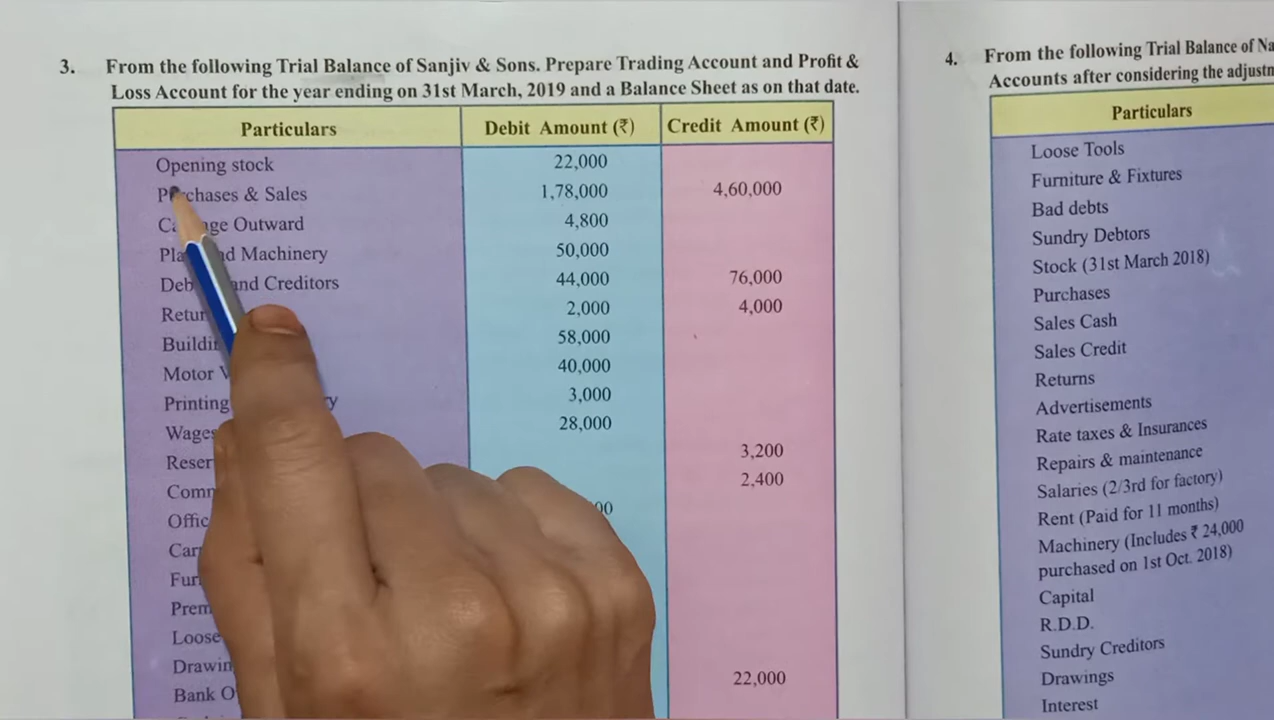 3. From the following Trial Balance of Sanjiv & Sons. Prepare Trading Account and Profit &
Loss Account for the year ending on 31st March, 2019 and a Balance Sheet as on that date.
Particulars Debit Amount (₹) Credit Amount (₹)
Opening stock 22,000
Purchases & Sales 1,78,000 4,60,000
Outward 4,800
Machinery 50,000
and Creditors 44,000 76,000
2,000 4,000
58,000
Motor 40,000
Printing 3,000
Wages 28,000
3,200
2,400
Loose
Bank 22,000
4. From the following Trial Balance of
Accounts after considering the
Particulars
Loose Tools
Furniture & Fixtures
Bad debts
Sundry Debtors
Stock (31st March 2018)
Purchases
Sales Cash
Sales Credit
Returns
Advertisements
Rate taxes & Insurances
Repairs & maintenance
Salaries (2/3rd for factory)
Rent (Paid for 11 months)
Machinery (Includes ₹ 24,000
purchased on 1st Oct. 2018)
Capital
R.D.D.
Sundry Creditors
Drawings
Interest